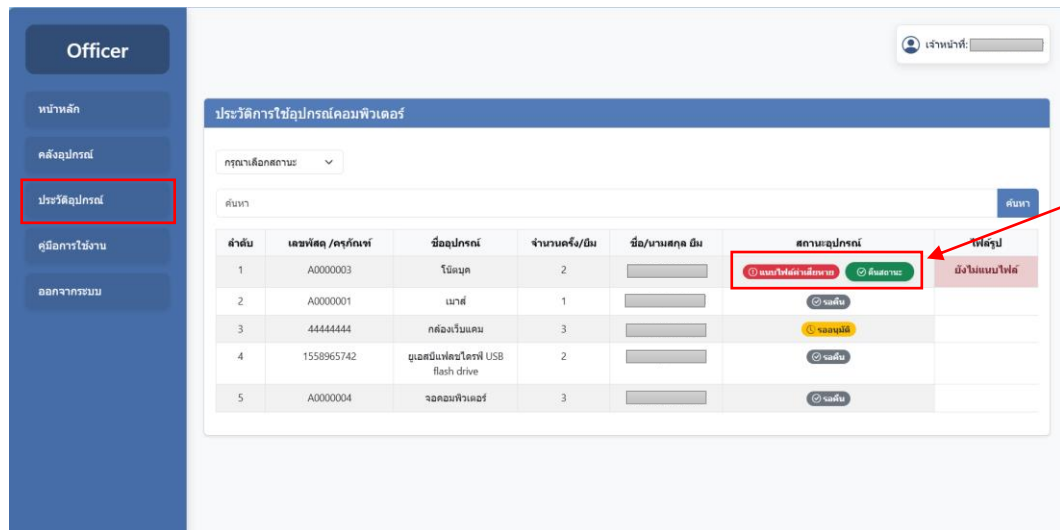 Officer
เจ้าหน้าที่:
หน้าหลัก
คลังอุปกรณ์
ประวัติอุปกรณ์
คู่มือการใช้งาน
ออกจากระบบ
ประวัติการใช้อุปกรณ์คอมพิวเตอร์
กรุณาเลือกสถานะ
ค้นหา ค้นหา
ลำดับ เลขพัสดุ /ครุภัณฑ์ ชื่ออุปกรณ์ จำนวนครั้ง/ยืม ชื่อ/นามสกุล ยืม สถานะอุปกรณ์ ไฟล์รูป
1 A0000003 โน๊ตบุค 2 แนบไฟล์ค่าเสียหาย คืนสถานะ ยังไม่แนบไฟล์
2 A0000001 เมาส์ 1 รอคืน
3 44444444 กล้องเว็บแคม 3 รออนุมัติ
4 1558965742 ยูเอสบีแฟลชไดรฟ์ USB 2 รอคืน
flash drive
5 A0000004 จอคอมพิวเตอร์ 3 รอคืน